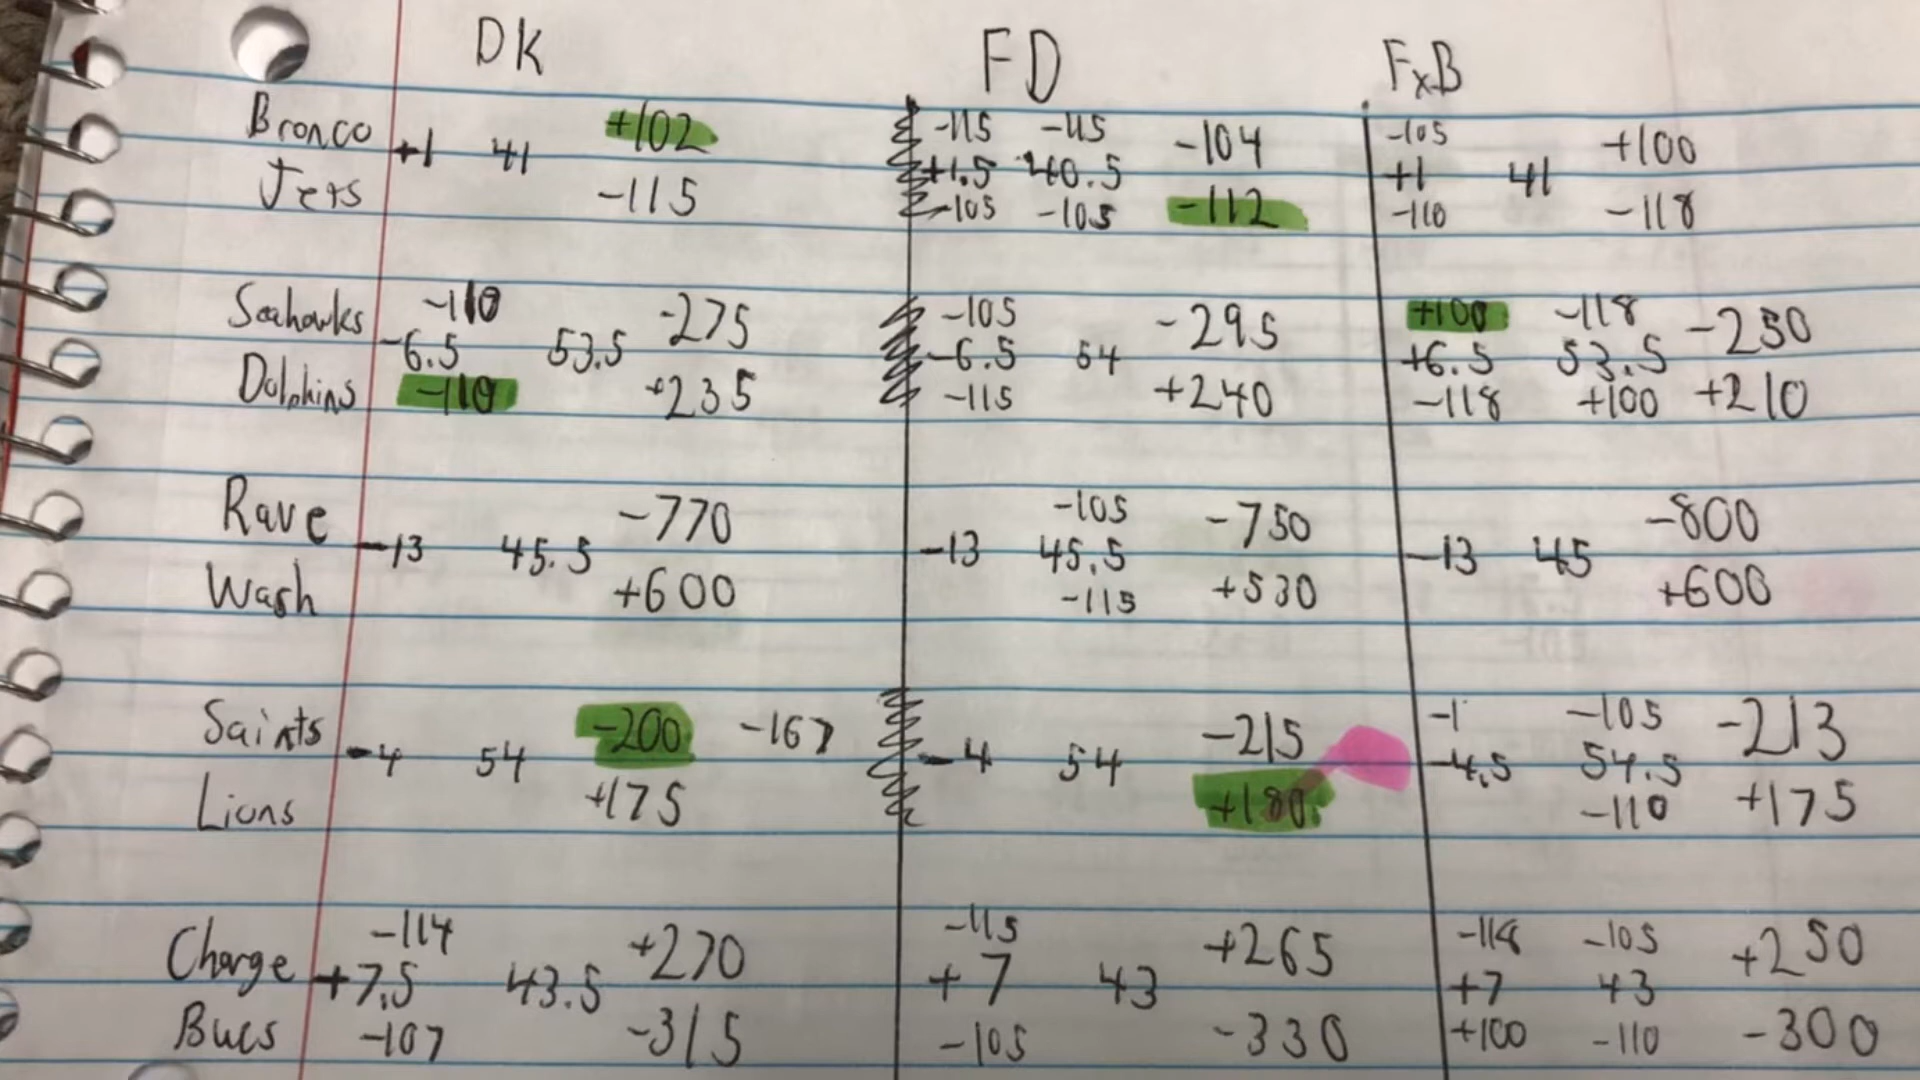 DK FD FxB
-115 -115 -105
Bronco +102 -104 +100
+1 41 +1.5 40.5 +1 41
Jets -115 -105 -105 -112 -110 -118
Seahawks -110 -275 -105 -295 +100 -118 -250
-6.5 53.5 -6.5 54 +6.5 53.5
Dolphins -110 +235 -115 +240 -118 +100 +210
Rave -770 -105 -750 -800
-13 45.5 -13 45.5 -13 45
Wash +600 -115 +530 +600
Saints -200 -167 -215 -105 -213
-4 54 -4 54 -4.5 54.5
Lions +175 +180 -110 +175
Charge -114 +270 -115 +265 -118 -105 +250
+7.5 43.5 +7 43 +7 43
Bucs -107 -315 -105 -330 +100 -110 -300